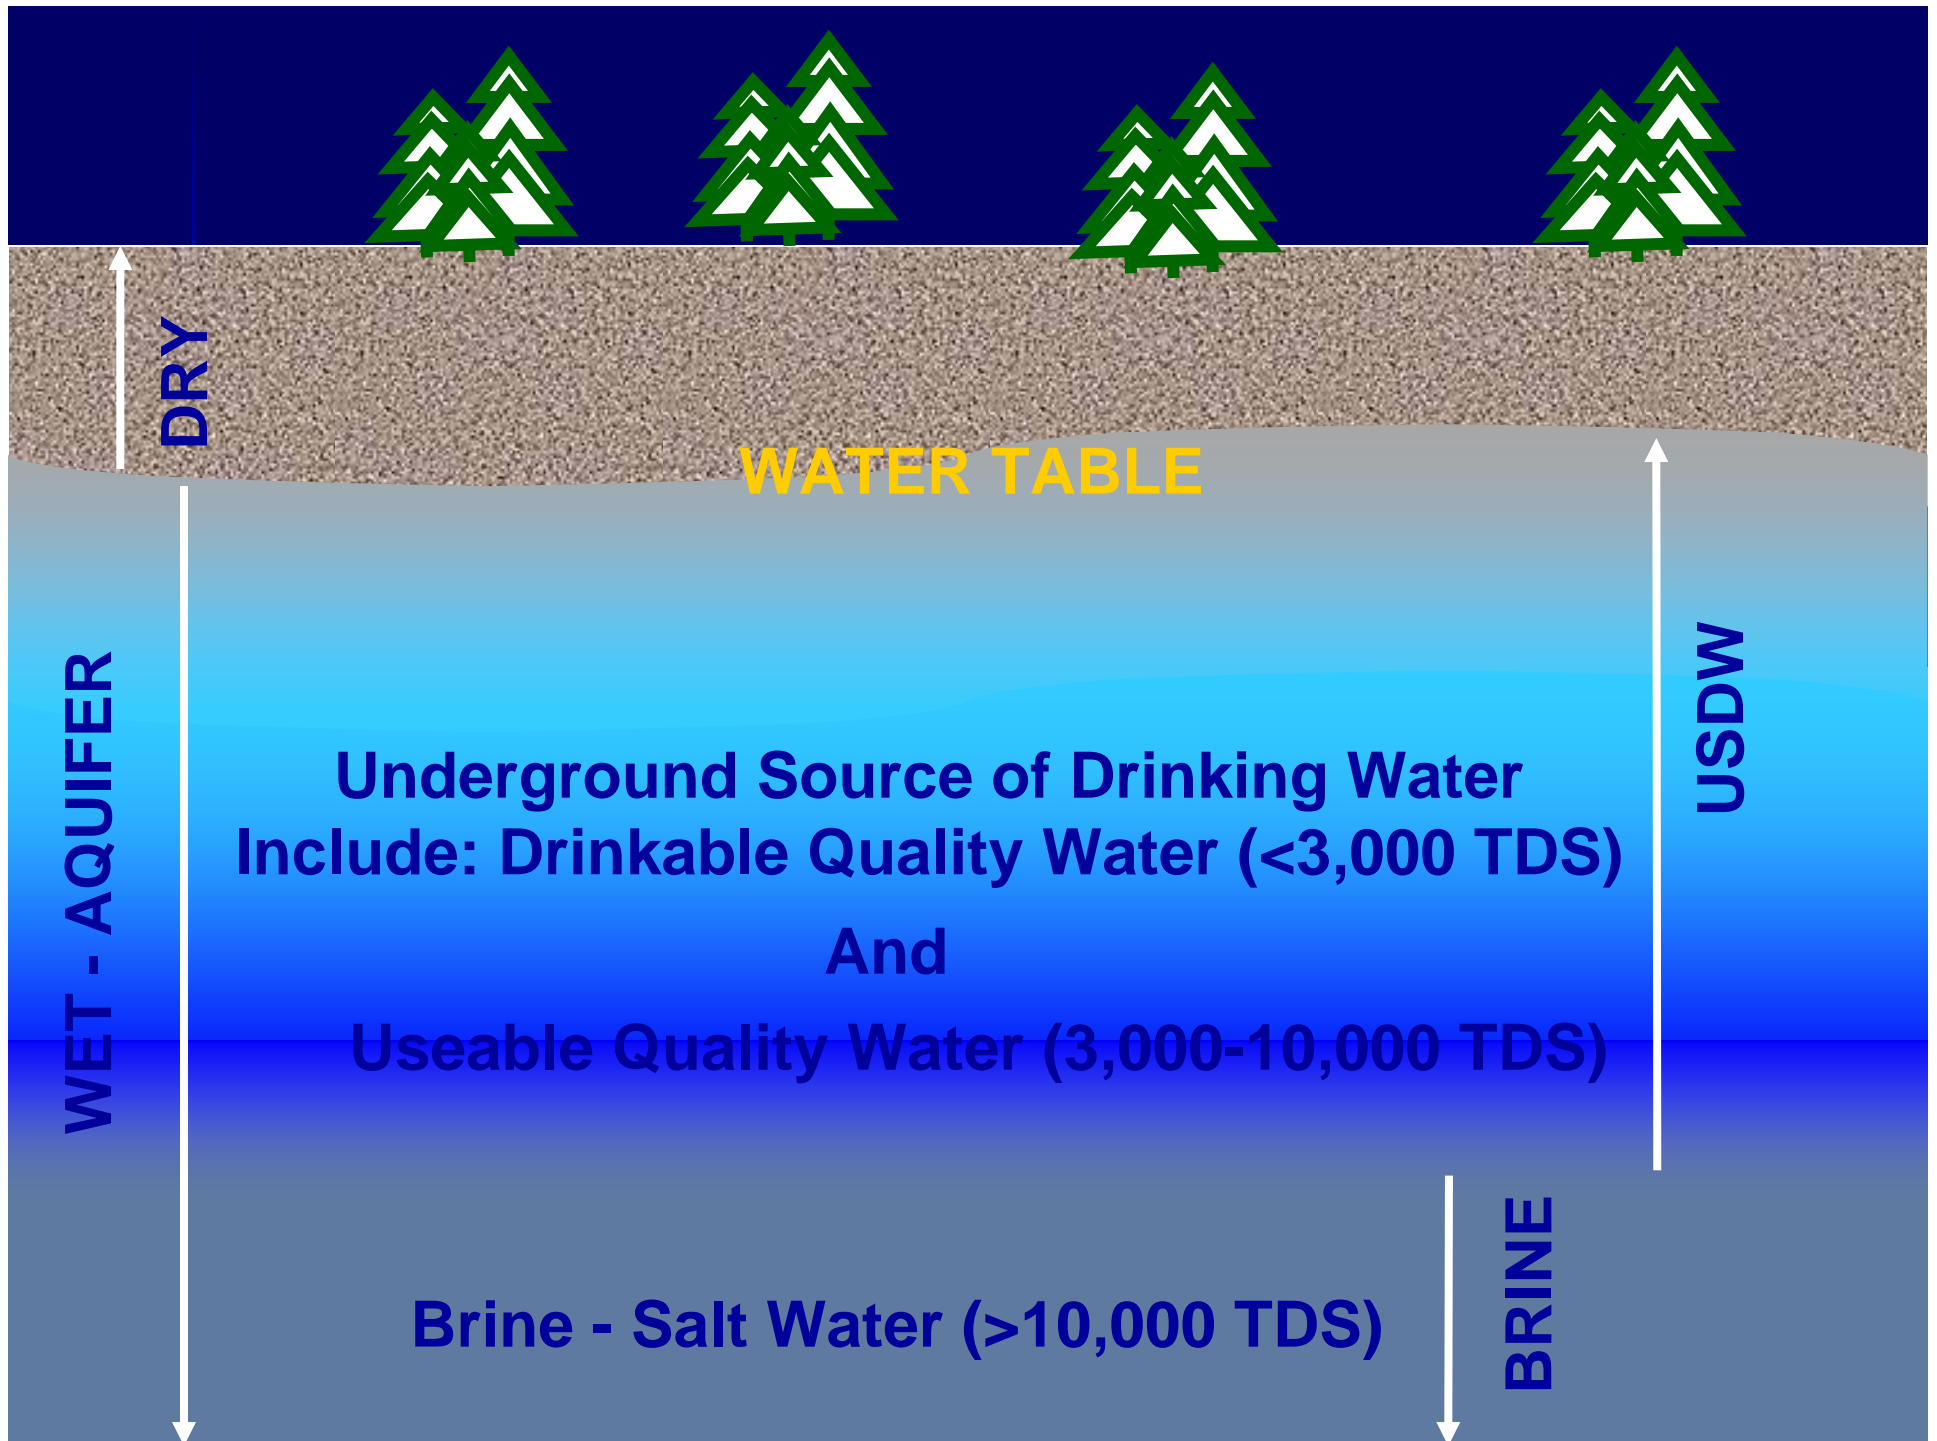 DRY
WATER TABLE
WET - AQUIFER
USDW
Underground Source of Drinking Water
Include: Drinkable Quality Water (<3,000 TDS)
And
Useable Quality Water (3,000-10,000 TDS)
BRINE
Brine - Salt Water (>10,000 TDS)